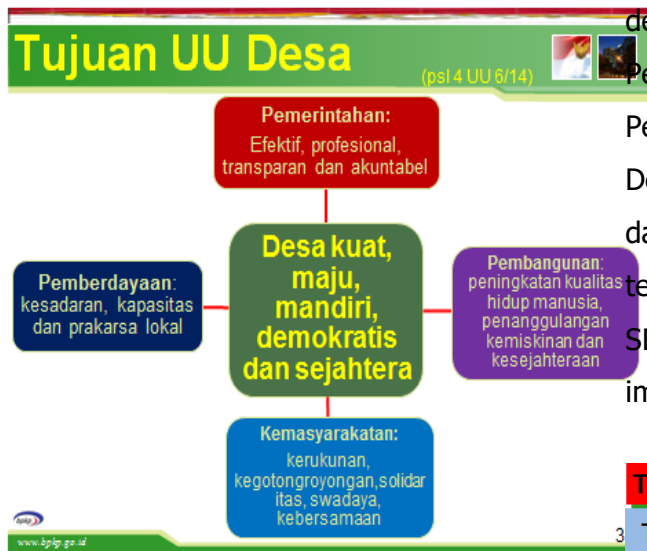 Tujuan UU Desa
(psl 4 UU 6/14)
Pemerintahan:
Efektif, profesional,
transparan dan akuntabel
Desa kuat,
maju,
mandiri,
demokratis
dan sejahtera
Pemberdayaan:
kesadaran, kapasitas
dan prakarsa lokal
Pembangunan:
peningkatan kualitas
hidup manusia,
penanggulangan
kemiskinan dan
kesejahteraan
Kemasyarakatan:
kerukunan,
kegotongroyongan,solidar
itas, swadaya,
kebersamaan
bpkp
www.bpkp.go.id
3